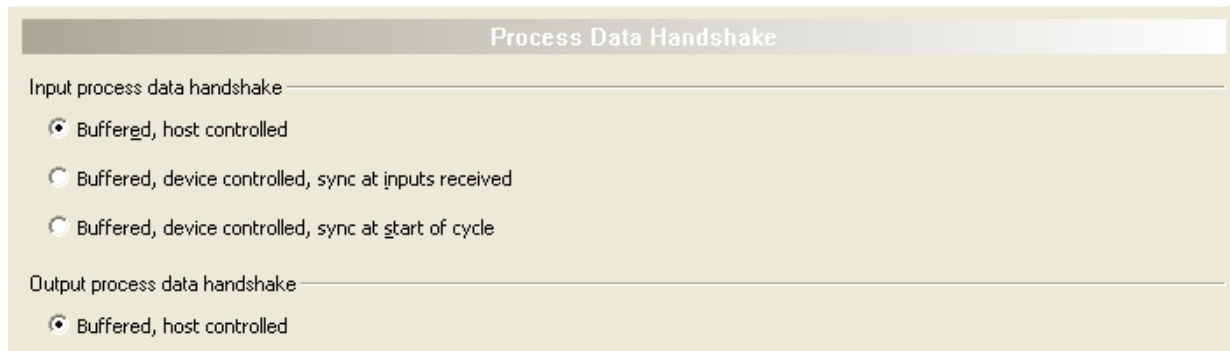 Process Data Handshake
Input process data handshake
Buffered, host controlled
Buffered, device controlled, sync at inputs received
Buffered, device controlled, sync at start of cycle
Output process data handshake
Buffered, host controlled